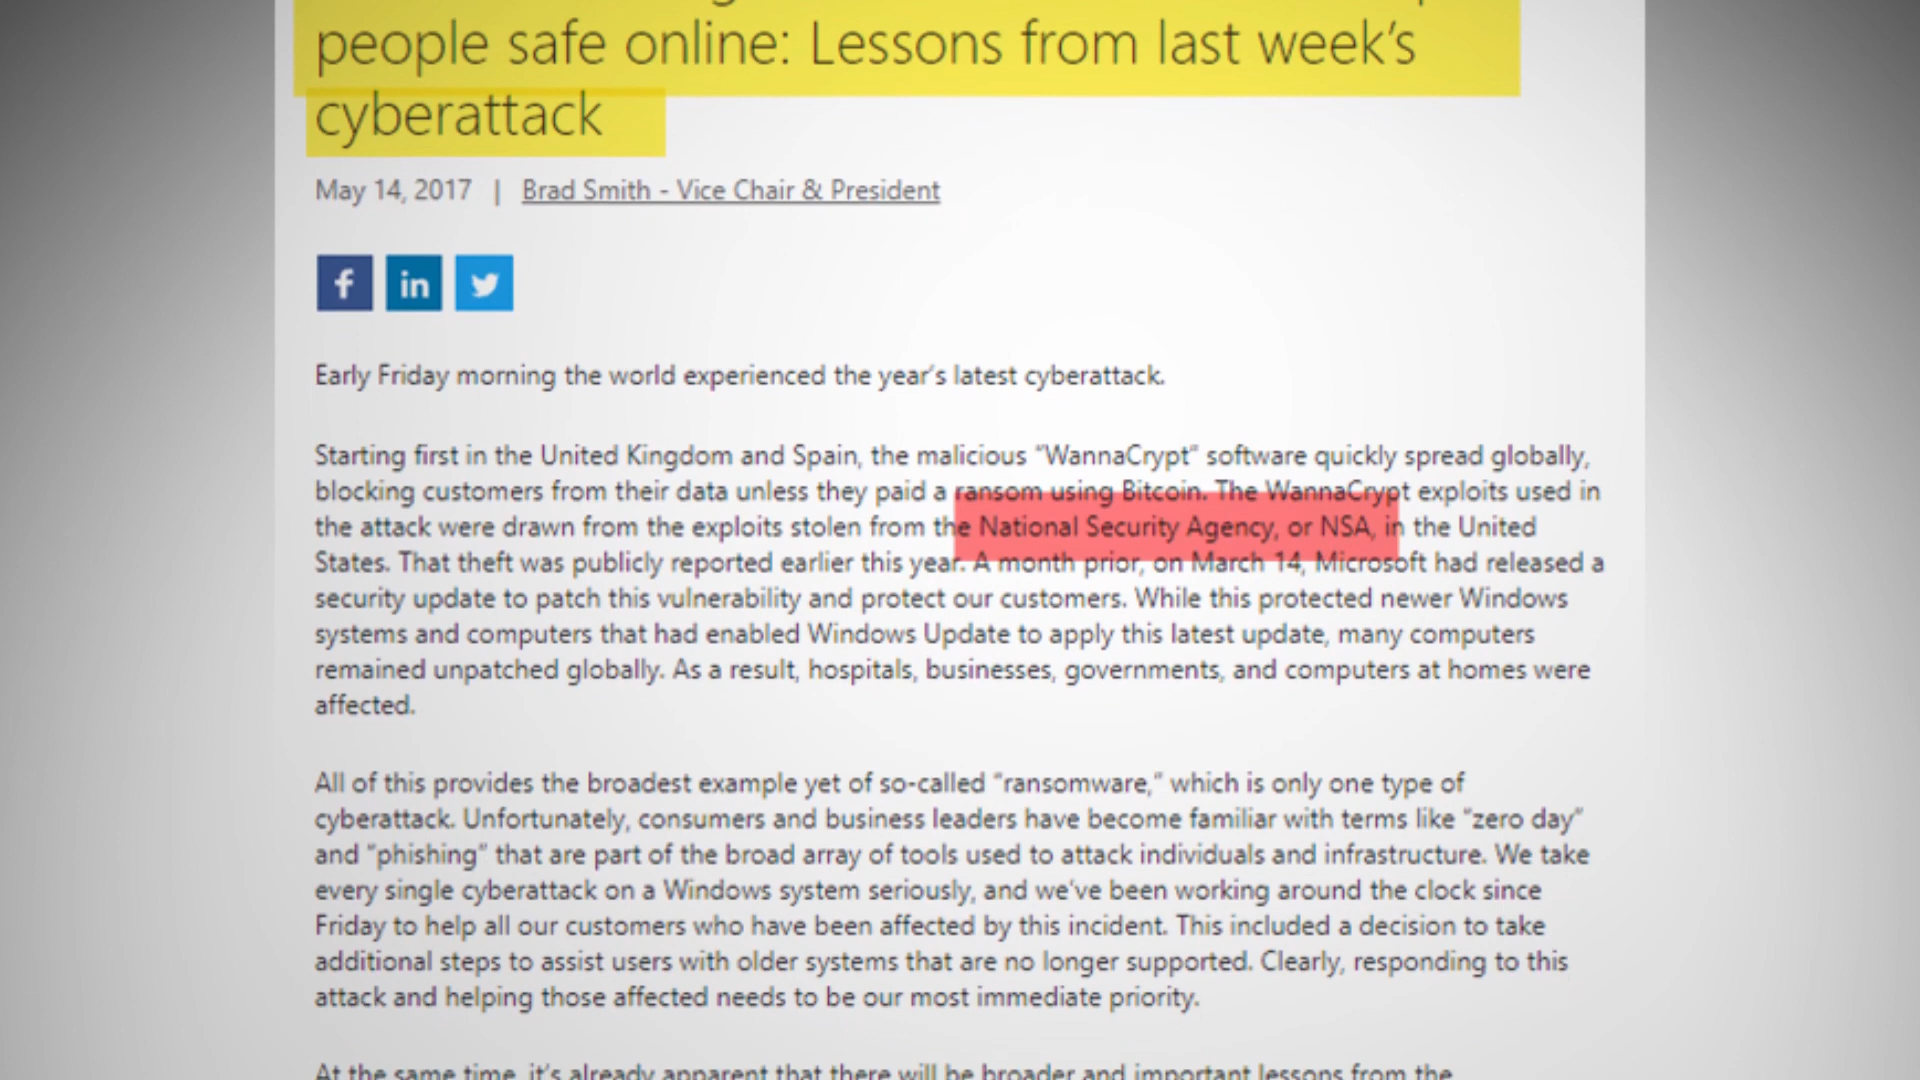 people safe online: Lessons from last week’s
cyberattack
May 14, 2017 | Brad Smith - Vice Chair & President
f in
Early Friday morning the world experienced the year’s latest cyberattack.
Starting first in the United Kingdom and Spain, the malicious “WannaCrypt” software quickly spread globally,
blocking customers from their data unless they paid a ransom using Bitcoin. The WannaCrypt exploits used in
the attack were drawn from the exploits stolen from the National Security Agency, or NSA, in the United
States. That theft was publicly reported earlier this year. A month prior, on March 14, Microsoft had released a
security update to patch this vulnerability and protect our customers. While this protected newer Windows
systems and computers that had enabled Windows Update to apply this latest update, many computers
remained unpatched globally. As a result, hospitals, businesses, governments, and computers at homes were
affected.
All of this provides the broadest example yet of so-called “ransomware,” which is only one type of
cyberattack. Unfortunately, consumers and business leaders have become familiar with terms like “zero day”
and “phishing” that are part of the broad array of tools used to attack individuals and infrastructure. We take
every single cyberattack on a Windows system seriously, and we’ve been working around the clock since
Friday to help all our customers who have been affected by this incident. This included a decision to take
additional steps to assist users with older systems that are no longer supported. Clearly, responding to this
attack and helping those affected needs to be our most immediate priority.
At the same time, it’s already apparent that there will be broader and important lessons from the